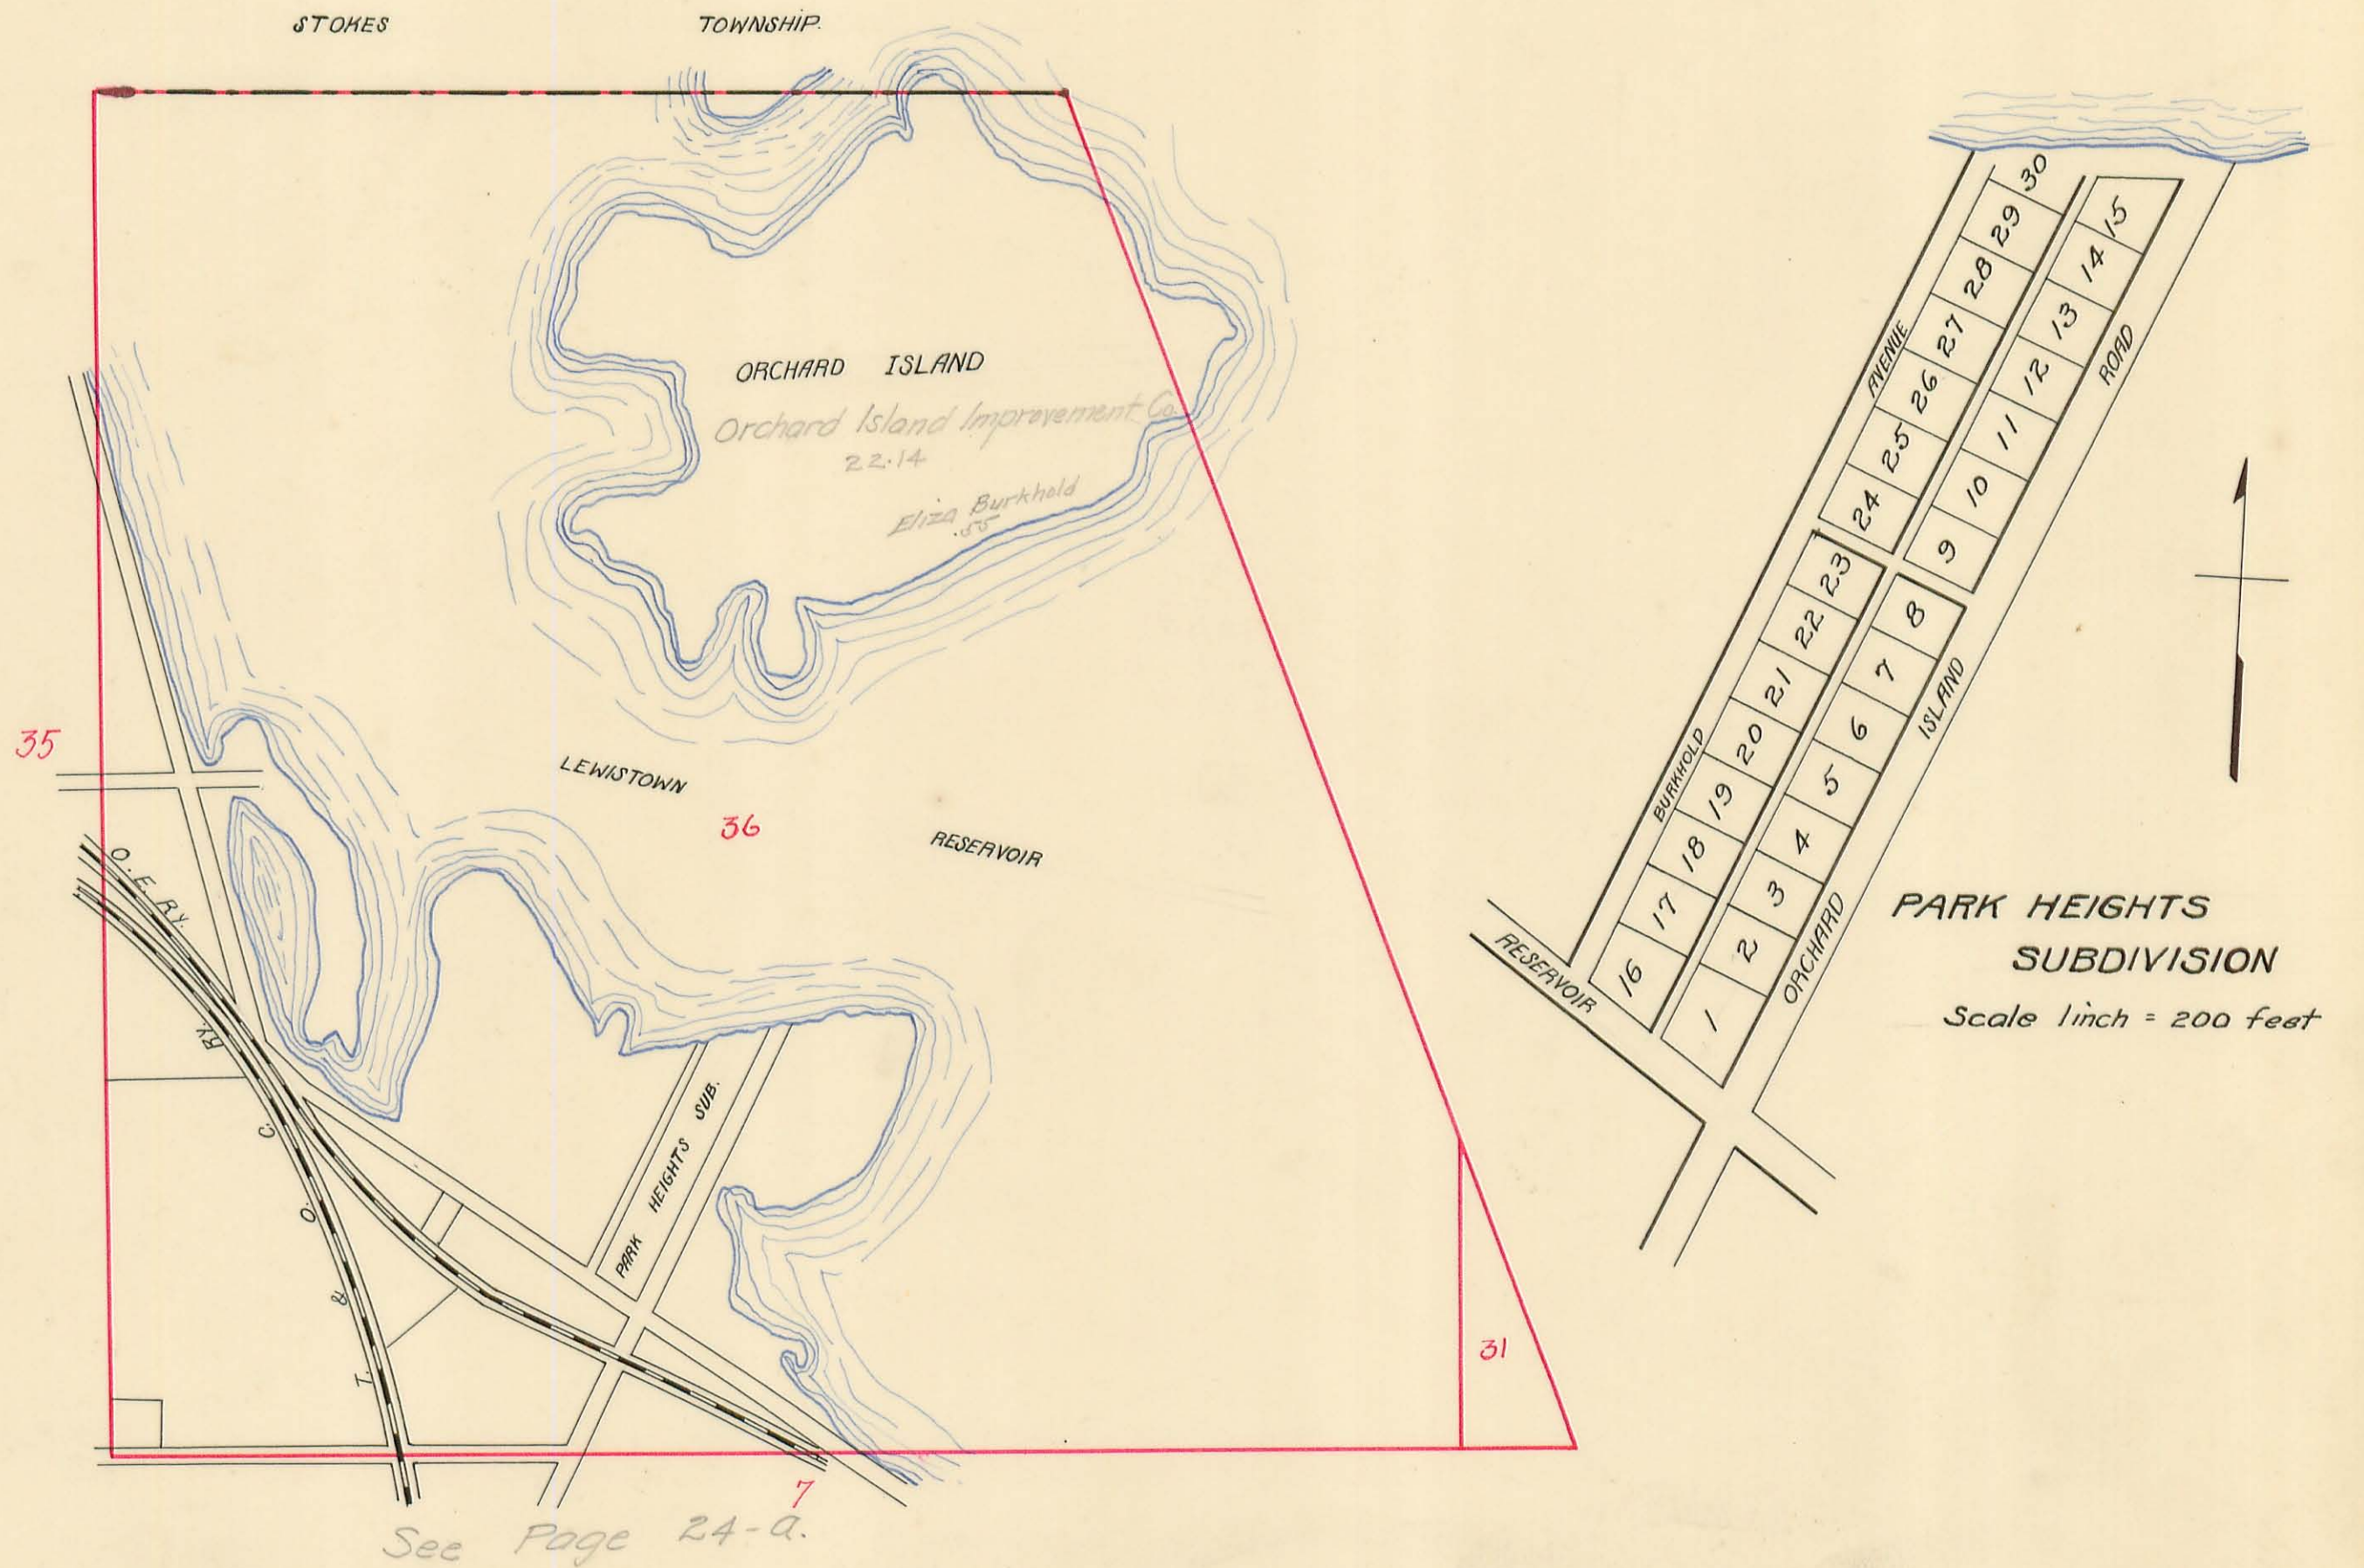 STOKES TOWNSHIP.
ORCHARD ISLAND
Orchard Island Improvement Co.
22.14
Eliza Burkhold
.55
35
LEWISTOWN
36
RESERVOIR
O. E. RY.
RY.
C.
O.
&
T.
PARK HEIGHTS SUB.
31
7
See Page 24-a.
30
29
28
27
26
25
24
23
22
21
20
19
18
17
16
15
14
13
12
11
10
9
8
7
6
5
4
3
2
1
BURKHOLD AVENUE
ORCHARD ISLAND ROAD
RESERVOIR
PARK HEIGHTS
SUBDIVISION
Scale 1inch = 200 feet